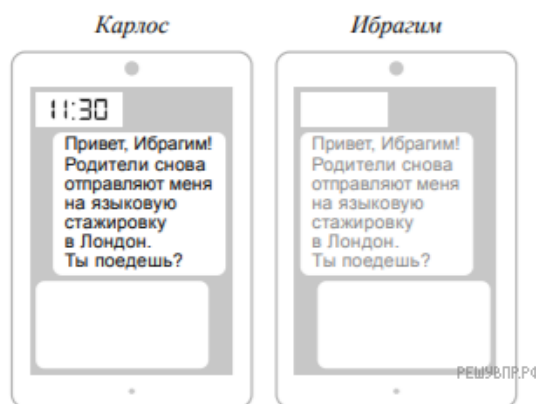 Карлос
Ибрагим
11:30
Привет, Ибрагим!
Родители снова
отправляют меня
на языковую
стажировку
в Лондон.
Ты поедешь?
Привет, Ибрагим!
Родители снова
отправляют меня
на языковую
стажировку
в Лондон.
Ты поедешь?
РЕШУВПР.РФ